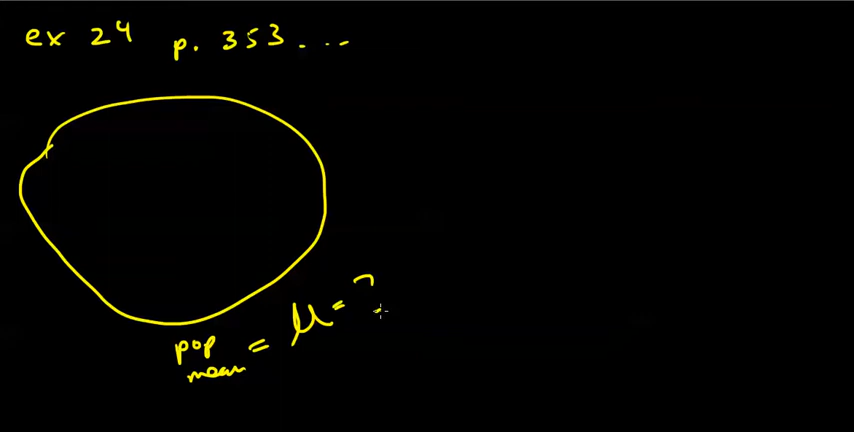 ex 24 p. 353...
pop mean = μ = ?